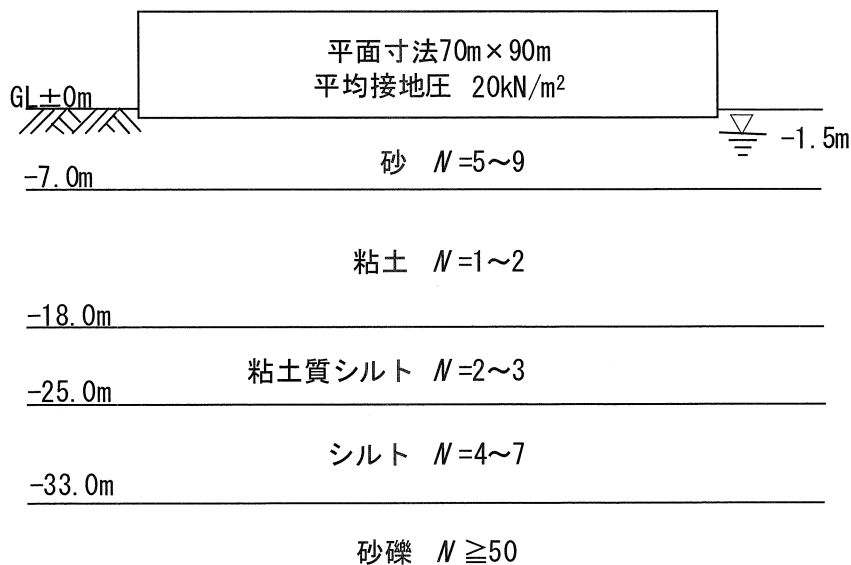 平面寸法70m×90m
平均接地圧 20kN/m²
GL±0m
-1.5m
砂 N=5～9
-7.0m
粘土 N=1～2
-18.0m
粘土質シルト N=2～3
-25.0m
シルト N=4～7
-33.0m
砂礫 N≧50